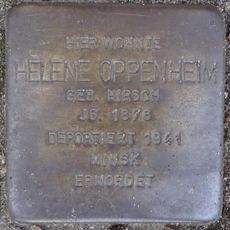 HIER WOHNTE
HELENE OPPENHEIM
GEB. HIRSCH
JG. 1878
DEPORTIERT 1941
MINSK
ERMORDET